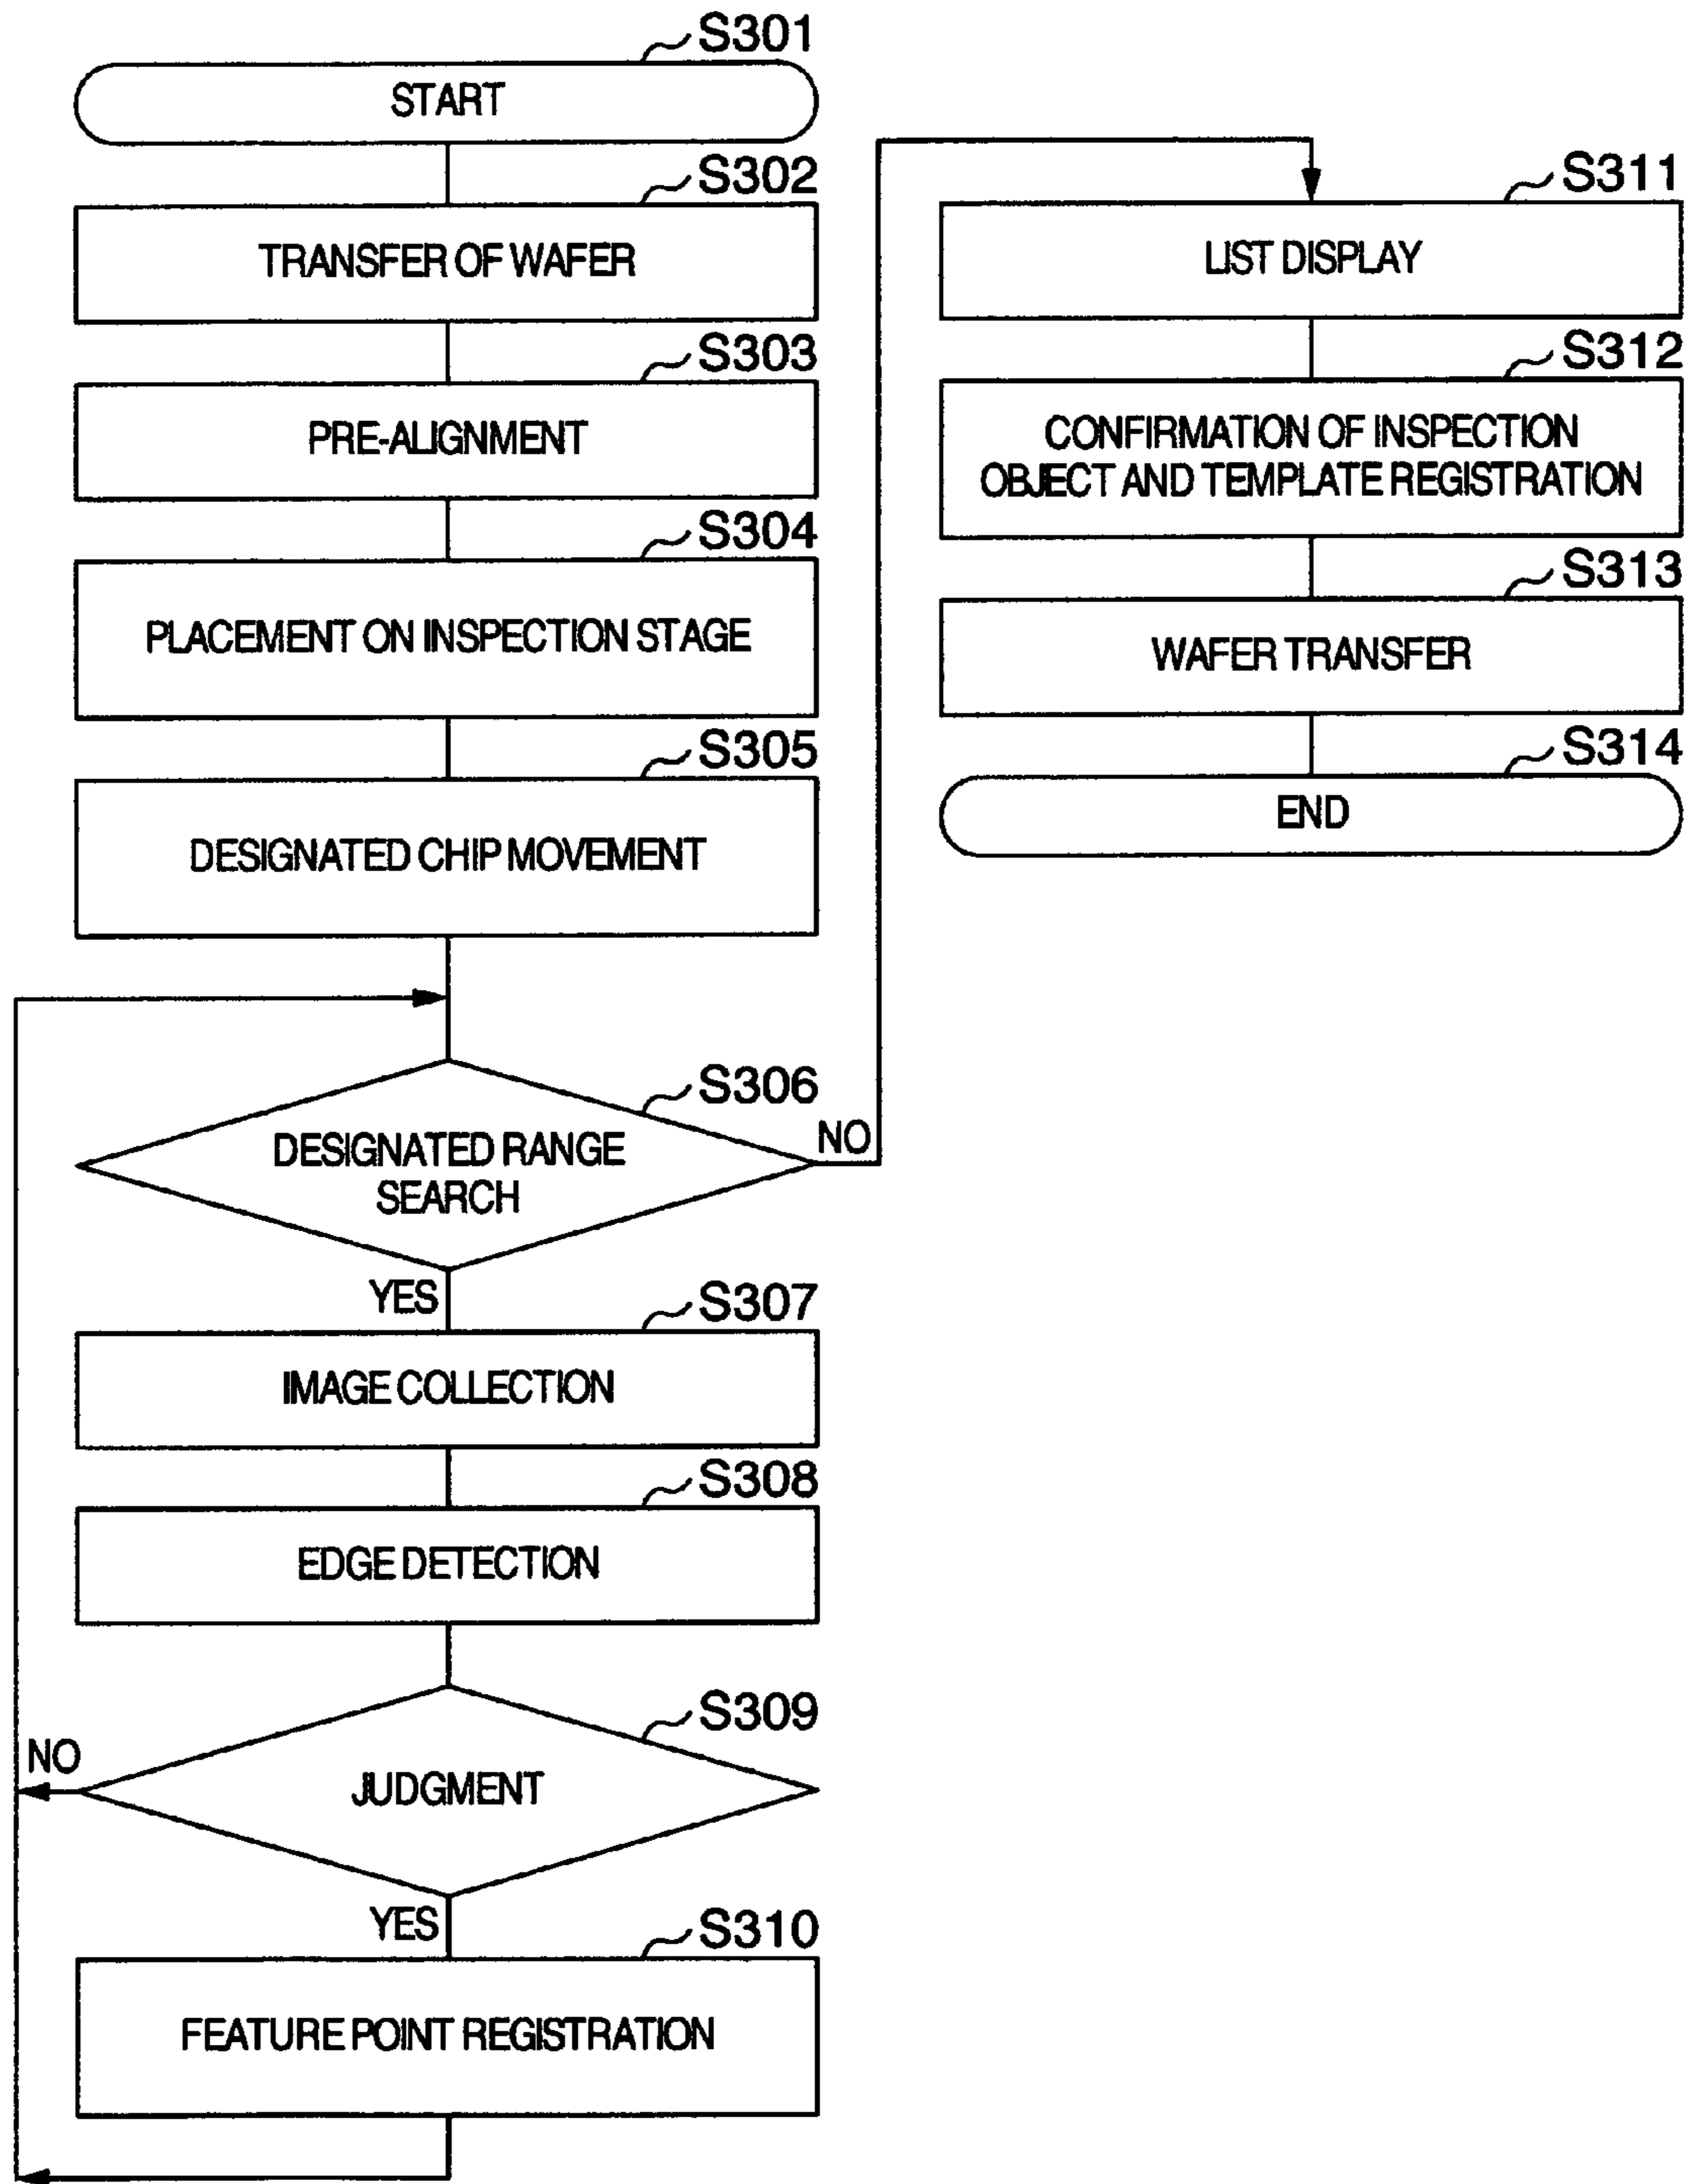 S301
START
S302
TRANSFER OF WAFER
S303
PRE-ALIGNMENT
S304
PLACEMENT ON INSPECTION STAGE
S305
DESIGNATED CHIP MOVEMENT
S306
DESIGNATED RANGE
SEARCH
NO
YES
S307
IMAGE COLLECTION
S308
EDGE DETECTION
S309
JUDGMENT
NO
YES
S310
FEATURE POINT REGISTRATION
S311
LIST DISPLAY
S312
CONFIRMATION OF INSPECTION
OBJECT AND TEMPLATE REGISTRATION
S313
WAFER TRANSFER
S314
END